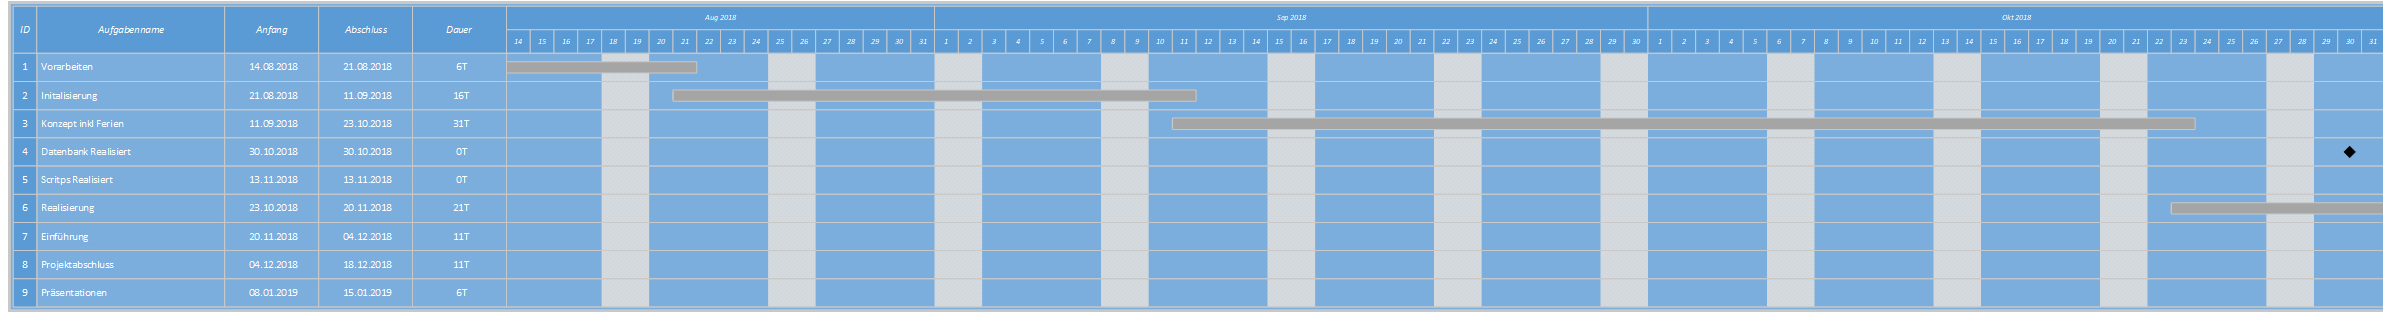 ID Aufgabenname Anfang Abschluss Dauer Aug 2018 Sep 2018 Okt 2018
14 15 16 17 18 19 20 21 22 23 24 25 26 27 28 29 30 31 1 2 3 4 5 6 7 8 9 10 11 12 13 14 15 16 17 18 19 20 21 22 23 24 25 26 27 28 29 30 1 2 3 4 5 6 7 8 9 10 11 12 13 14 15 16 17 18 19 20 21 22 23 24 25 26 27 28 29 30 31
1 Vorarbeiten 14.08.2018 21.08.2018 6T
2 Initalisierung 21.08.2018 11.09.2018 16T
3 Konzept inkl Ferien 11.09.2018 23.10.2018 31T
4 Datenbank Realisiert 30.10.2018 30.10.2018 0T
5 Scritps Realisiert 13.11.2018 13.11.2018 0T
6 Realisierung 23.10.2018 20.11.2018 21T
7 Einführung 20.11.2018 04.12.2018 11T
8 Projektabschluss 04.12.2018 18.12.2018 11T
9 Präsentationen 08.01.2019 15.01.2019 6T